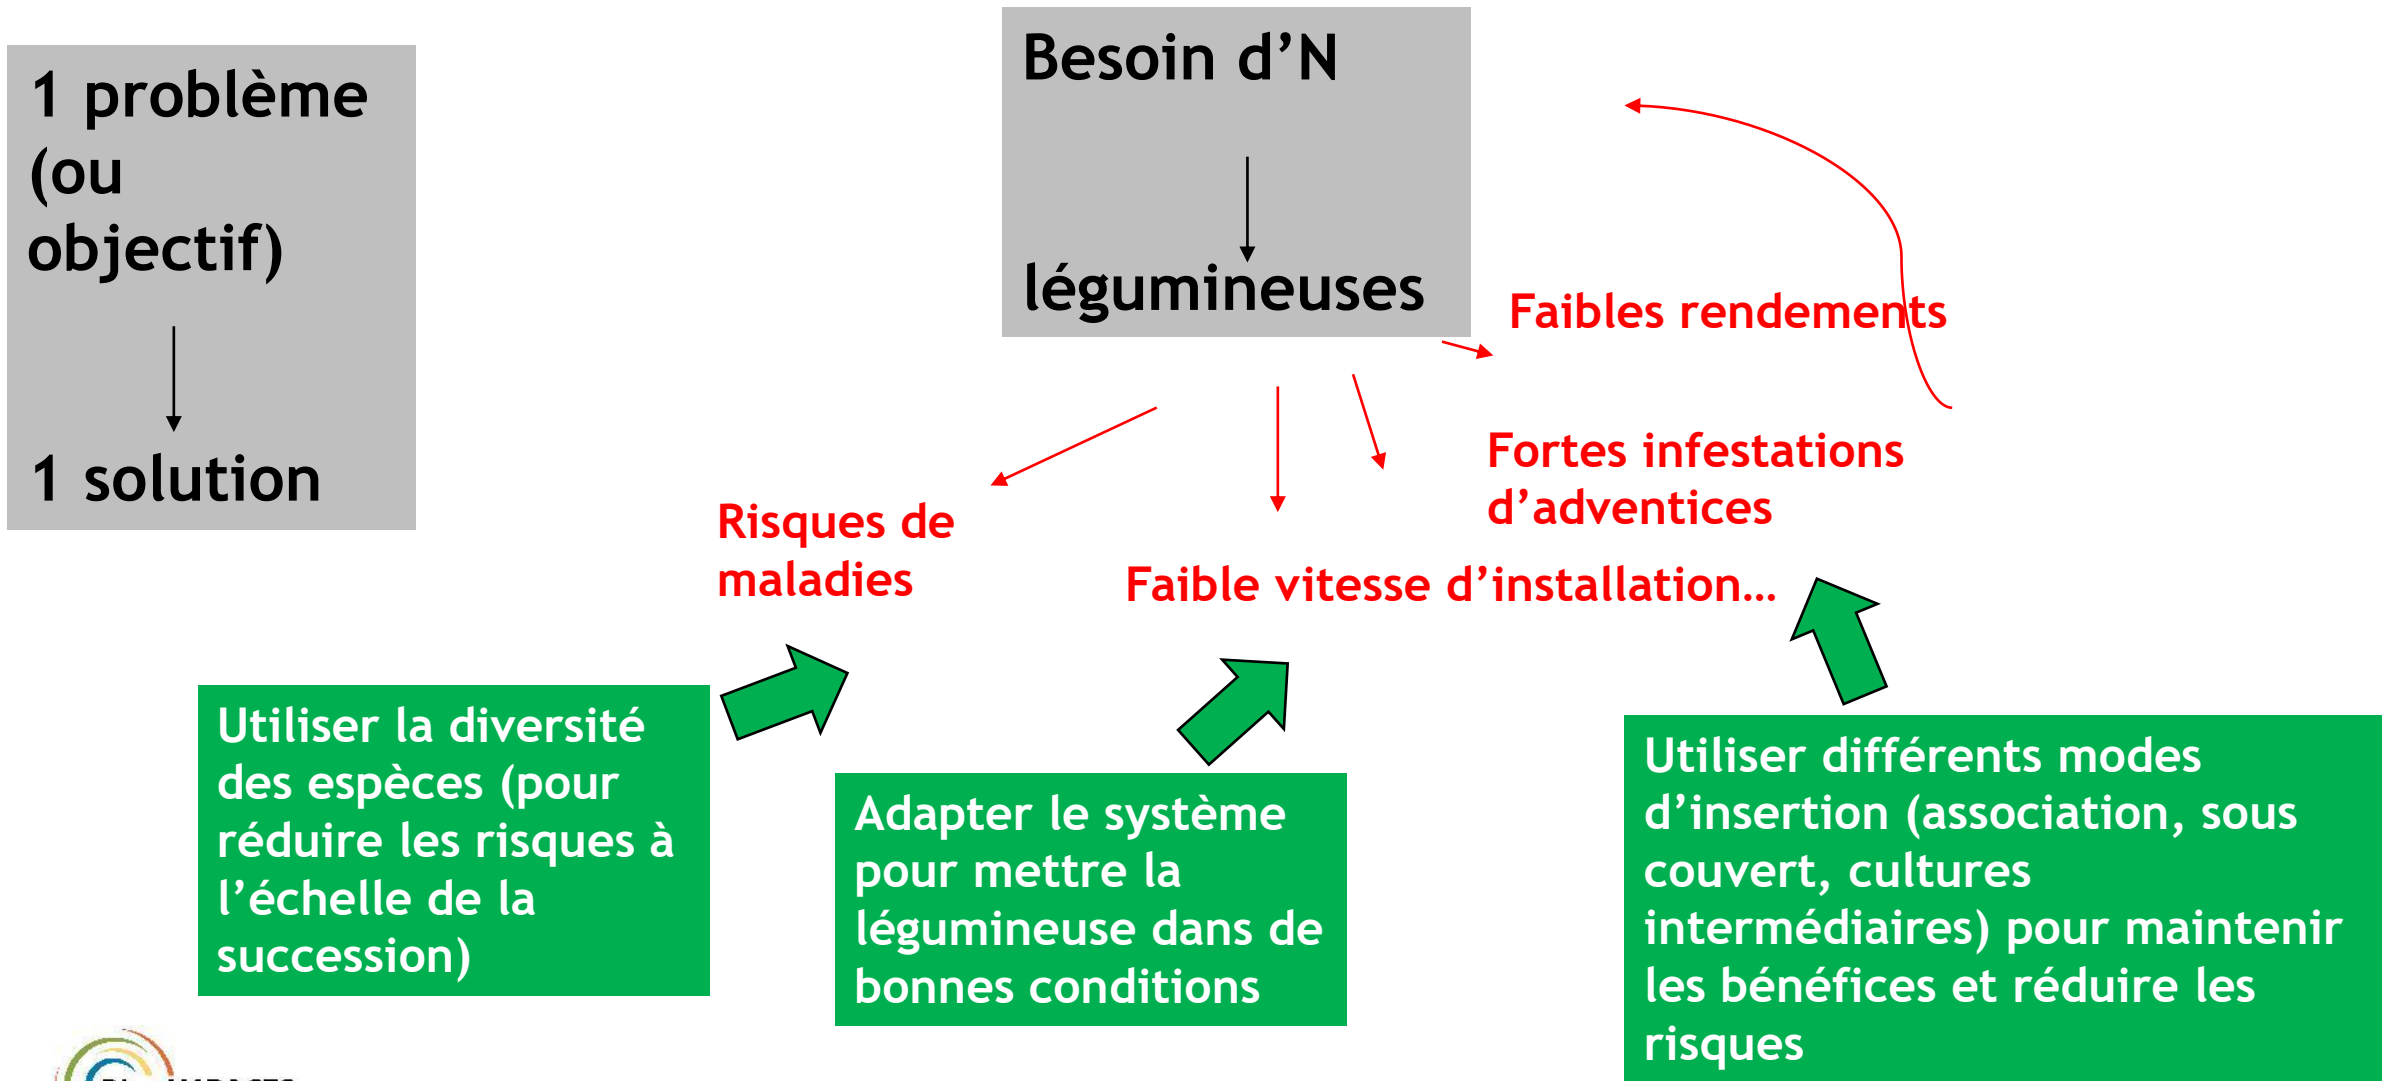 1 problème
(ou
objectif)
1 solution
Besoin d’N
légumineuses
Faibles rendements
Fortes infestations
d’adventices
Risques de
maladies
Faible vitesse d’installation…
Utiliser la diversité
des espèces (pour
réduire les risques à
l’échelle de la
succession)
Adapter le système
pour mettre la
légumineuse dans de
bonnes conditions
Utiliser différents modes
d’insertion (association, sous
couvert, cultures
intermédiaires) pour maintenir
les bénéfices et réduire les
risques